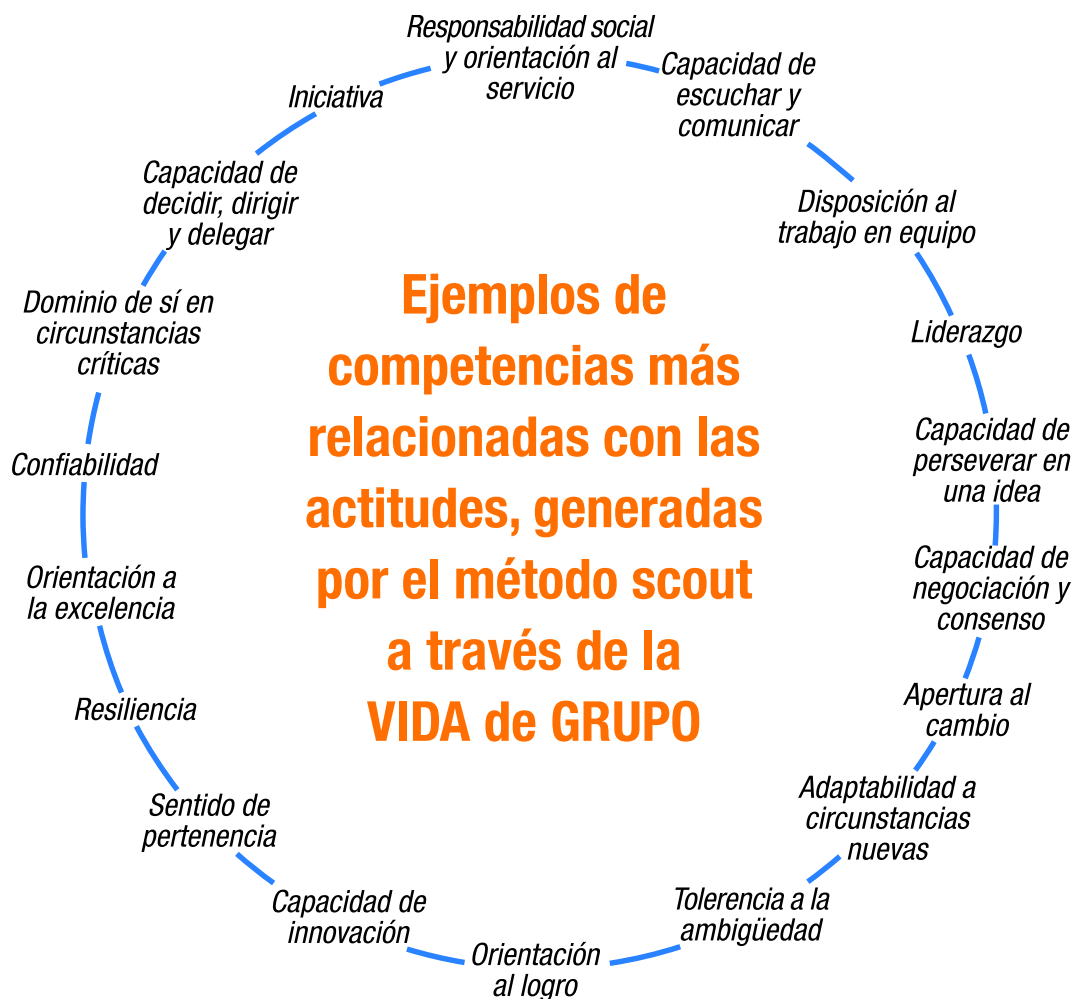 Responsabilidad social
y orientación al
servicio
Capacidad de
escuchar y
comunicar
Disposición al
trabajo en equipo
Liderazgo
Capacidad de
perseverar en
una idea
Capacidad de
negociación y
consenso
Apertura al
cambio
Adaptabilidad a
circunstancias
nuevas
Tolerencia a la
ambigüedad
Orientación
al logro
Capacidad de
innovación
Sentido de
pertenencia
Resiliencia
Orientación a
la excelencia
Confiabilidad
Dominio de sí en
circunstancias
críticas
Capacidad de
decidir, dirigir
y delegar
Iniciativa
Ejemplos de
competencias más
relacionadas con las
actitudes, generadas
por el método scout
a través de la
VIDA de GRUPO